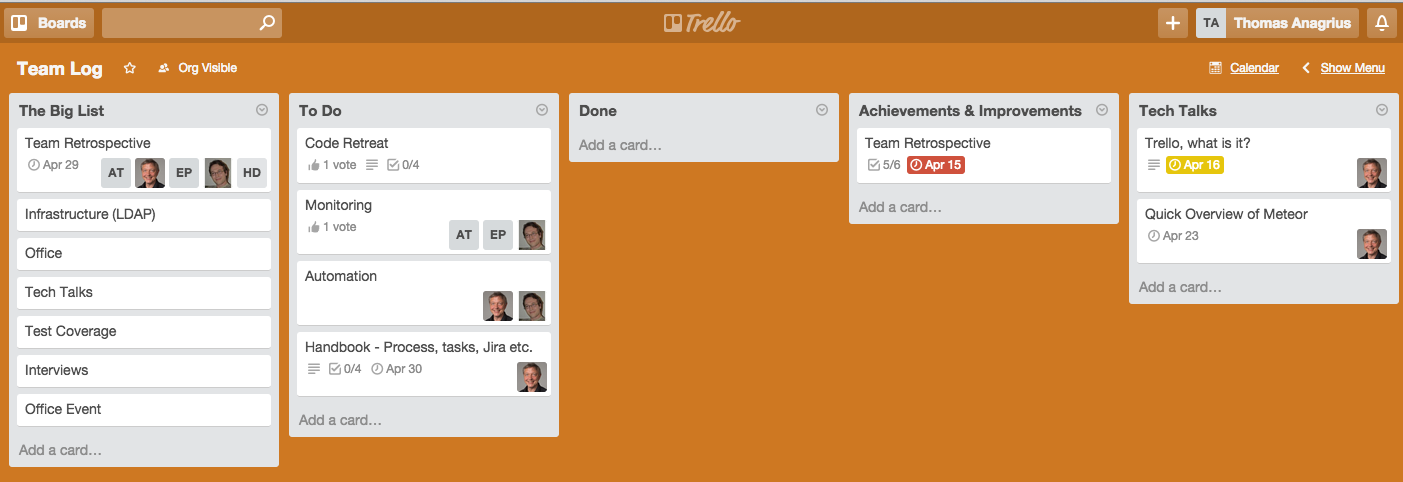 Boards
Trello
TA Thomas Anagrius
Team Log
Org Visible
Calendar
Show Menu
The Big List
Team Retrospective
Apr 29
AT
EP
HD
Infrastructure (LDAP)
Office
Tech Talks
Test Coverage
Interviews
Office Event
Add a card…
To Do
Code Retreat
1 vote 0/4
Monitoring
1 vote
AT
EP
Automation
Handbook - Process, tasks, Jira etc.
0/4 Apr 30
Add a card…
Done
Add a card…
Achievements & Improvements
Team Retrospective
5/6 Apr 15
Add a card…
Tech Talks
Trello, what is it?
Apr 16
Quick Overview of Meteor
Apr 23
Add a card…